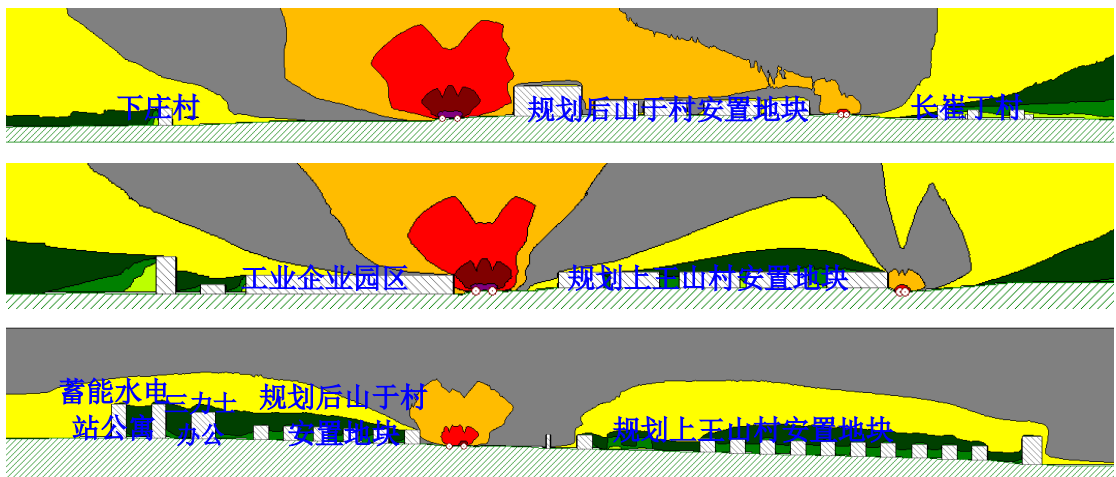 下庄村
规划后山于村安置地块
长崔丁村
工业企业园区
规划上王山村安置地块
蓄能水电
站公寓
三力士
办公
规划后山于村
安置地块
规划上王山村安置地块